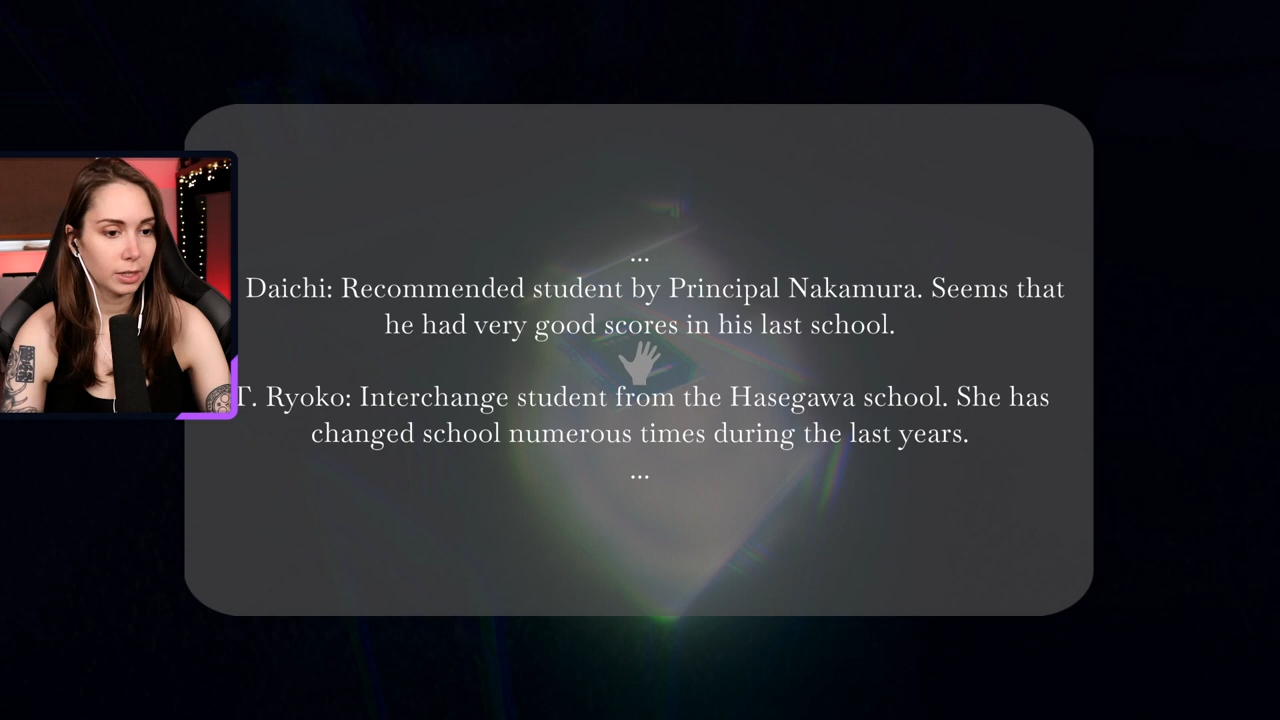 ...
Daichi: Recommended student by Principal Nakamura. Seems that
he had very good scores in his last school.
T. Ryoko: Interchange student from the Hasegawa school. She has
changed school numerous times during the last years.
...